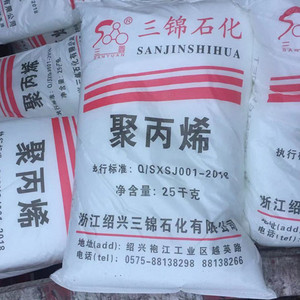 三锦石化
SANJINSHIHUA
聚丙烯
执行标准：Q/SXSJ001-2018
净含量：25千克
浙江绍兴三锦石化有限公司
地址(add)：绍兴 袍江工业区越英路
电话(tel)：0575-88138298 88138266
聚丙烯